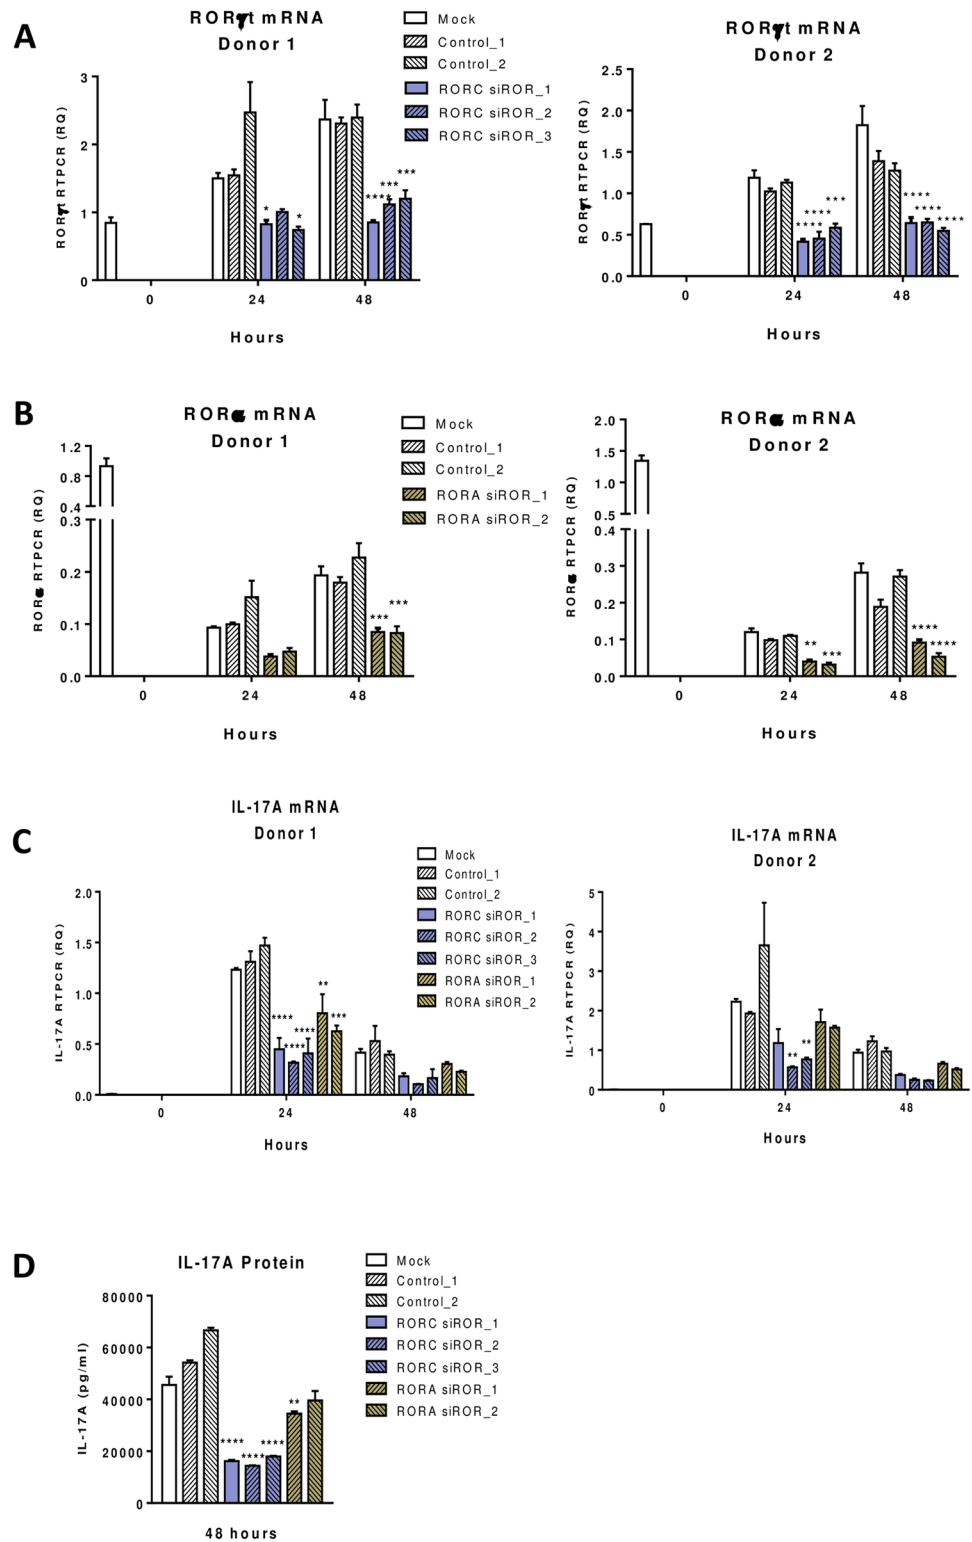 A
RORγt mRNA
Donor 1
RORγt RTPCR (RQ)
3
2
1
0
*
*
****
***
***
0
24
48
Hours
Mock
Control_1
Control_2
RORC siROR_1
RORC siROR_2
RORC siROR_3
RORγt mRNA
Donor 2
RORγt RTPCR (RQ)
2.5
2.0
1.5
1.0
0.5
0.0
****
****
***
****
****
****
0
24
48
Hours
B
RORα mRNA
Donor 1
RORα RTPCR (RQ)
1.2
0.8
0.4
0.3
0.2
0.1
0.0
***
***
0
24
48
Hours
Mock
Control_1
Control_2
RORA siROR_1
RORA siROR_2
RORα mRNA
Donor 2
RORα RTPCR (RQ)
2.0
1.5
1.0
0.5
0.4
0.3
0.2
0.1
0.0
**
***
****
****
0
24
48
Hours
C
IL-17A mRNA
Donor 1
IL-17A RTPCR (RQ)
2.0
1.5
1.0
0.5
0.0
****
****
****
**
***
0
24
48
Hours
Mock
Control_1
Control_2
RORC siROR_1
RORC siROR_2
RORC siROR_3
RORA siROR_1
RORA siROR_2
IL-17A mRNA
Donor 2
IL-17A RTPCR (RQ)
5
4
3
2
1
0
**
**
0
24
48
Hours
D
IL-17A Protein
IL-17A (pg/ml)
80000
60000
40000
20000
0
****
****
****
**
48 hours
Mock
Control_1
Control_2
RORC siROR_1
RORC siROR_2
RORC siROR_3
RORA siROR_1
RORA siROR_2